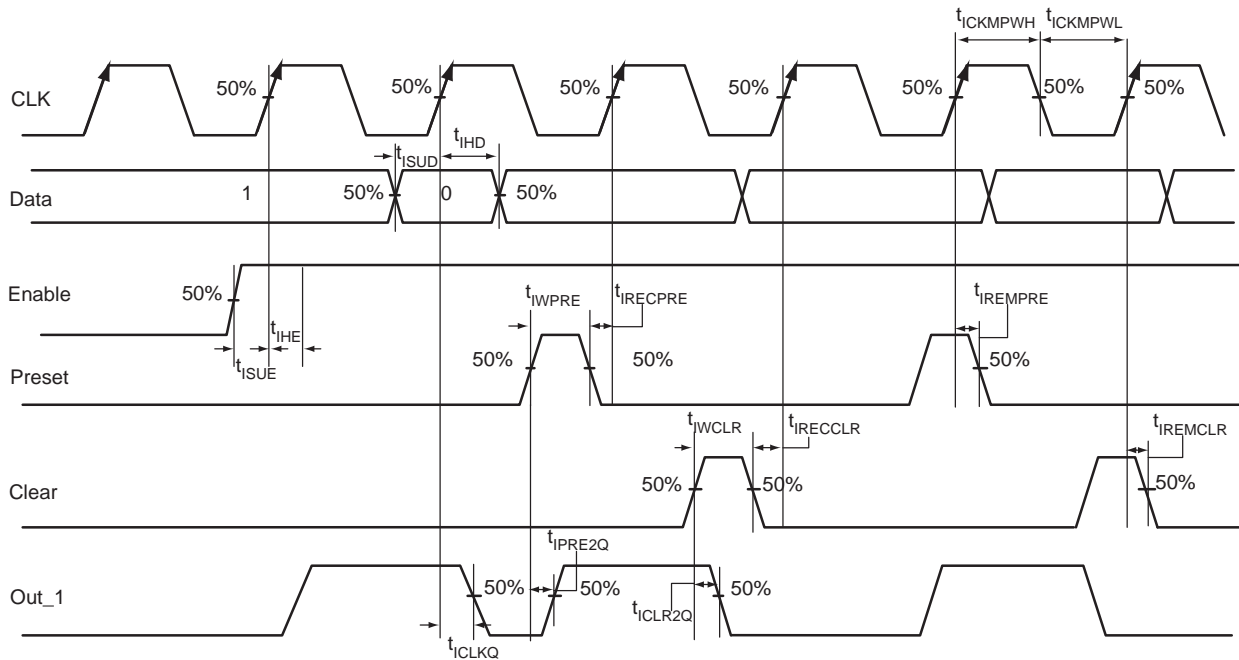 tICKMPWH tICKMPWL
CLK 50% 50% 50% 50% 50% 50% 50% 50%
tISUD tIHD
Data 1 50% 0 50%
Enable 50%
tIHE
tISUE
tIWPRE tIRECPRE tIREMPRE
Preset 50% 50% 50%
tIWCLR tIRECCLR tIREMCLR
Clear 50% 50% 50%
tIPRE2Q
Out_1 50% 50% 50%
tICLR2Q
tICLKQ